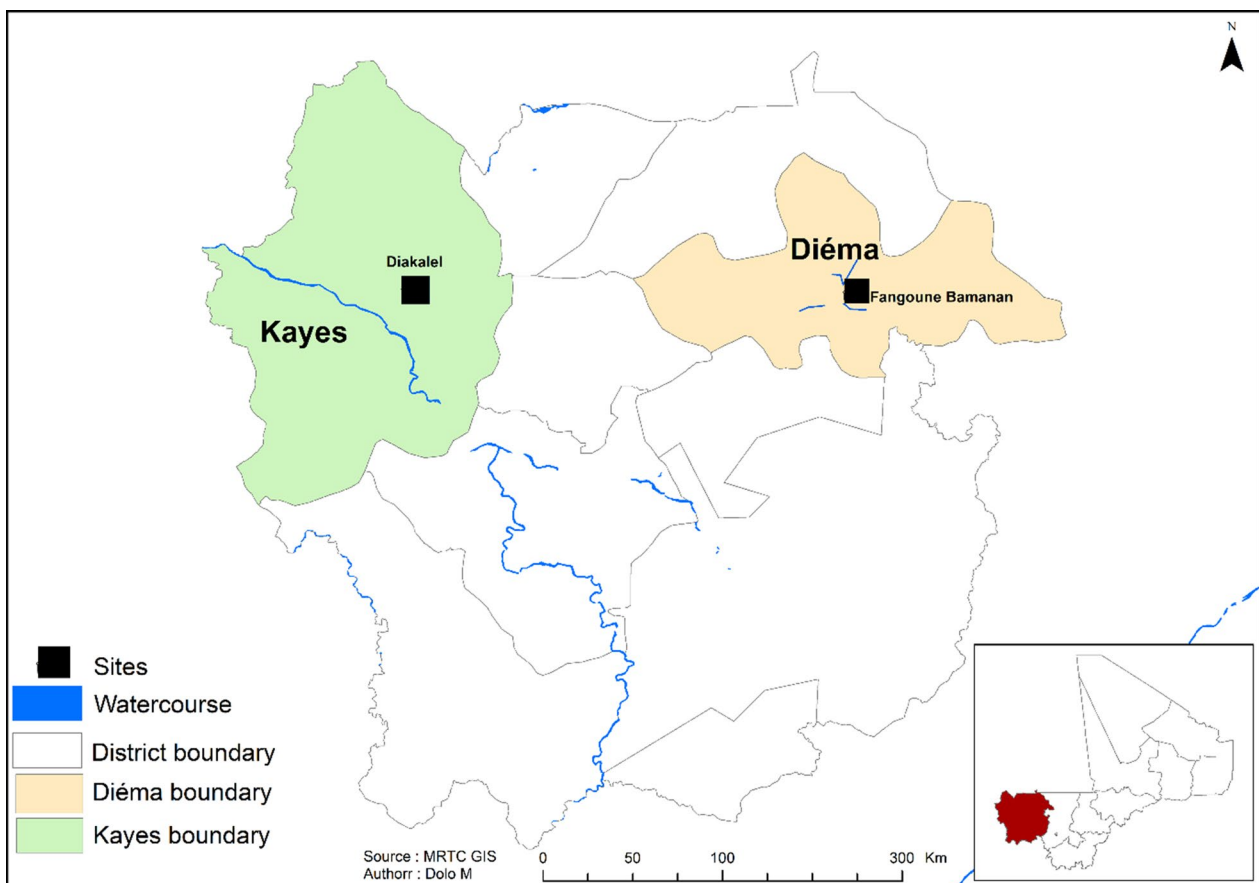 N
Diéma
Diakalel
Fangoune Bamanan
Kayes
Sites
Watercourse
District boundary
Diéma boundary
Kayes boundary
Source : MRTC GIS
Authorr : Dolo M
0 50 100 300 Km